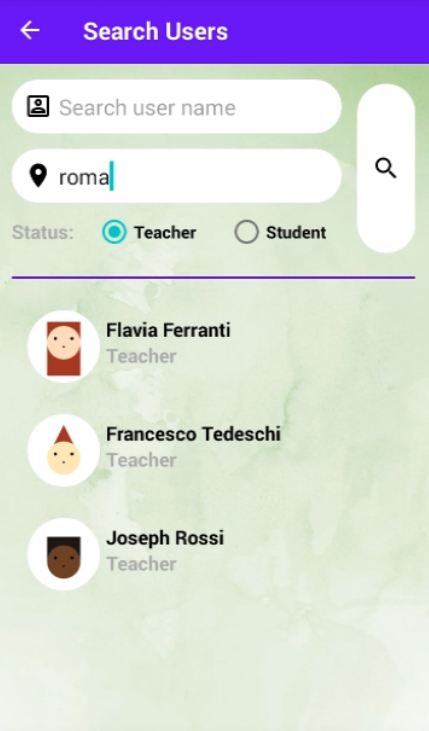 Search Users
Search user name
roma
Status: Teacher Student
Flavia Ferranti
Teacher
Francesco Tedeschi
Teacher
Joseph Rossi
Teacher